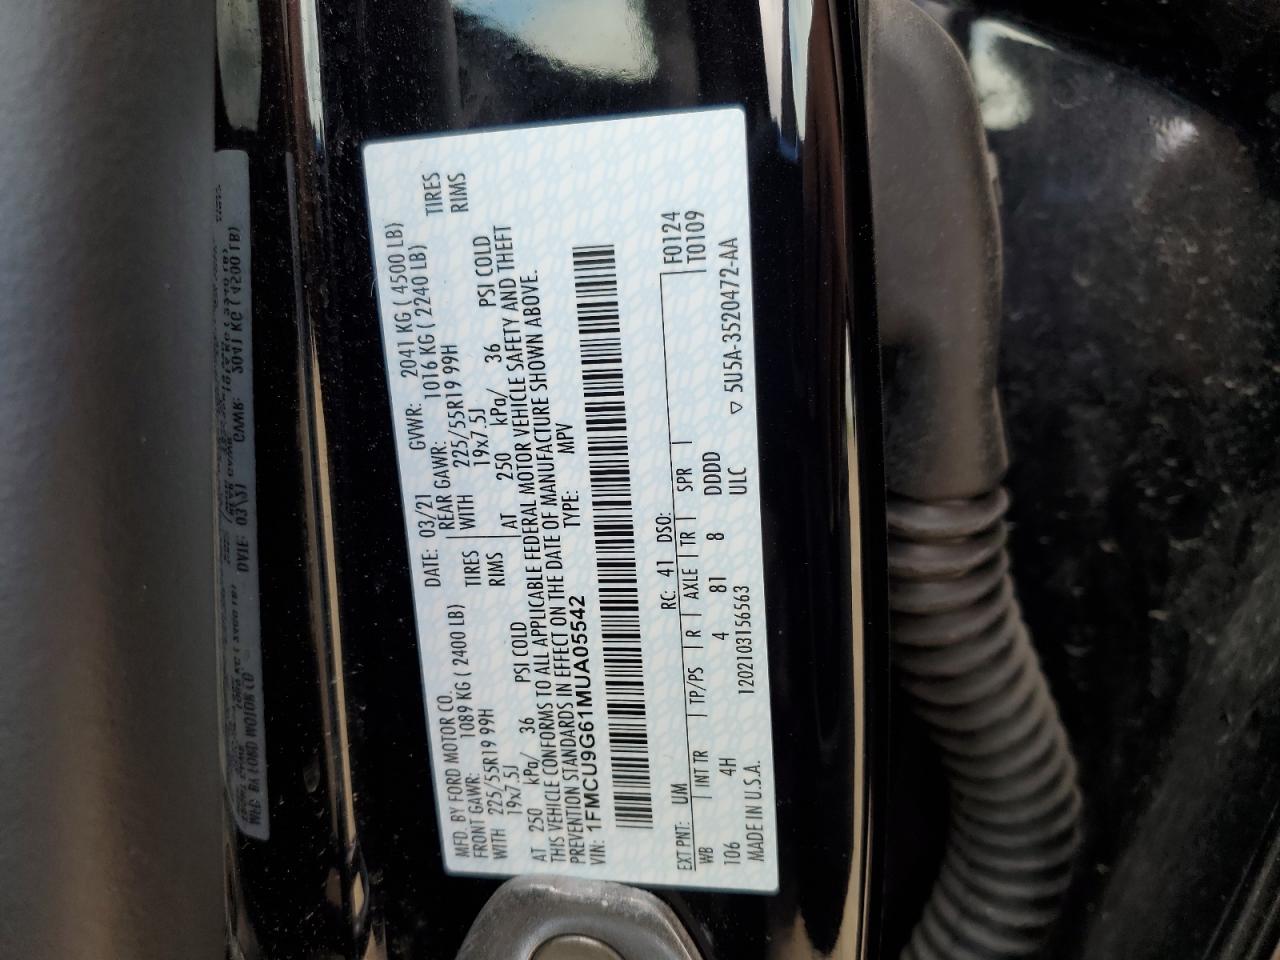 MFD. BY FORD MOTOR CO. DATE: 03/21 GVWR: 2041 KG ( 4500 LB)
FRONT GAWR: 1089 KG ( 2400 LB) REAR GAWR: 1016 KG ( 2240 LB)
WITH 225/55R19 99H TIRES WITH 225/55R19 99H TIRES
19x7.5J RIMS 19x7.5J RIMS
AT 250 kPa/ 36 PSI COLD AT 250 kPa/ 36 PSI COLD
THIS VEHICLE CONFORMS TO ALL APPLICABLE FEDERAL MOTOR VEHICLE SAFETY AND THEFT
PREVENTION STANDARDS IN EFFECT ON THE DATE OF MANUFACTURE SHOWN ABOVE.
VIN: 1FMCU9G61MUA05542 TYPE: MPV
F0124
EXT PNT: UM RC: 41 DSO: T0109
WB INT TR TP/PS R AXLE TR SPR
106 4H 4 81 8 DDDD
MADE IN U.S.A. 1202103156563 ULC ▽ 5U5A-3520472-AA